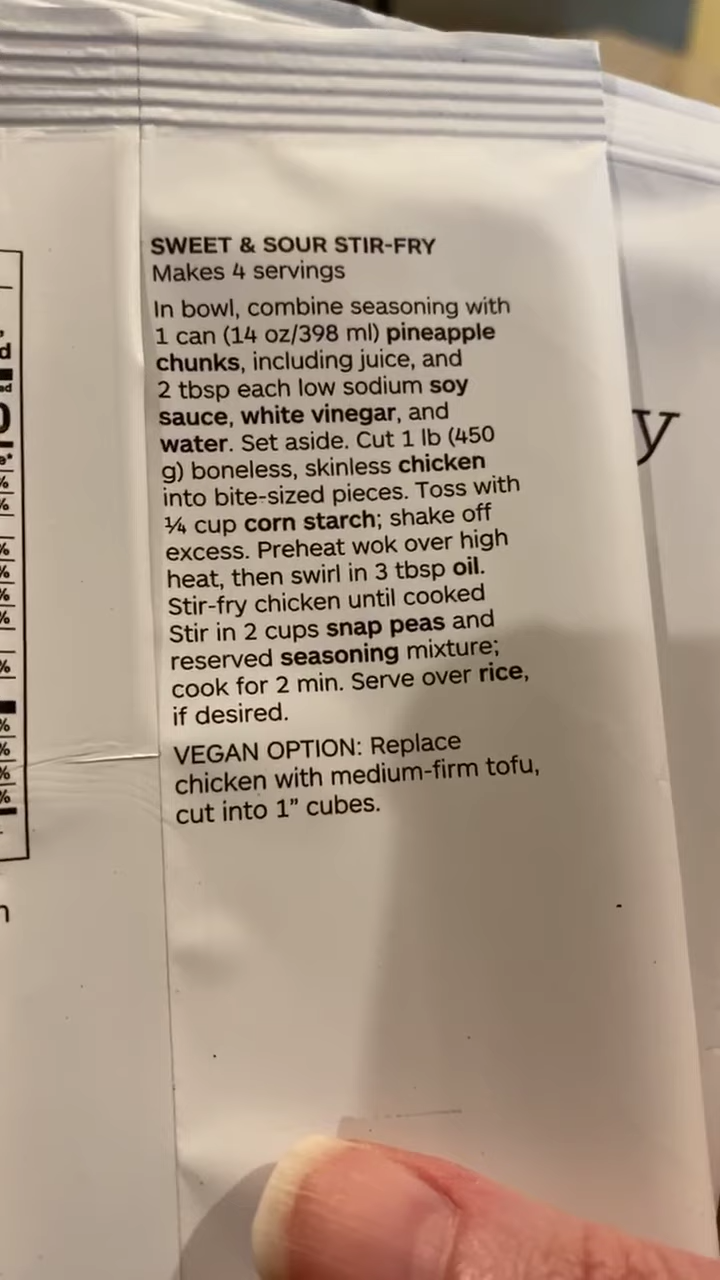 SWEET & SOUR STIR-FRY
Makes 4 servings
In bowl, combine seasoning with
1 can (14 oz/398 ml) pineapple
chunks, including juice, and
2 tbsp each low sodium soy
sauce, white vinegar, and
water. Set aside. Cut 1 lb (450
g) boneless, skinless chicken
into bite-sized pieces. Toss with
¼ cup corn starch; shake off
excess. Preheat wok over high
heat, then swirl in 3 tbsp oil.
Stir-fry chicken until cooked
Stir in 2 cups snap peas and
reserved seasoning mixture;
cook for 2 min. Serve over rice,
if desired.
VEGAN OPTION: Replace
chicken with medium-firm tofu,
cut into 1” cubes.
y